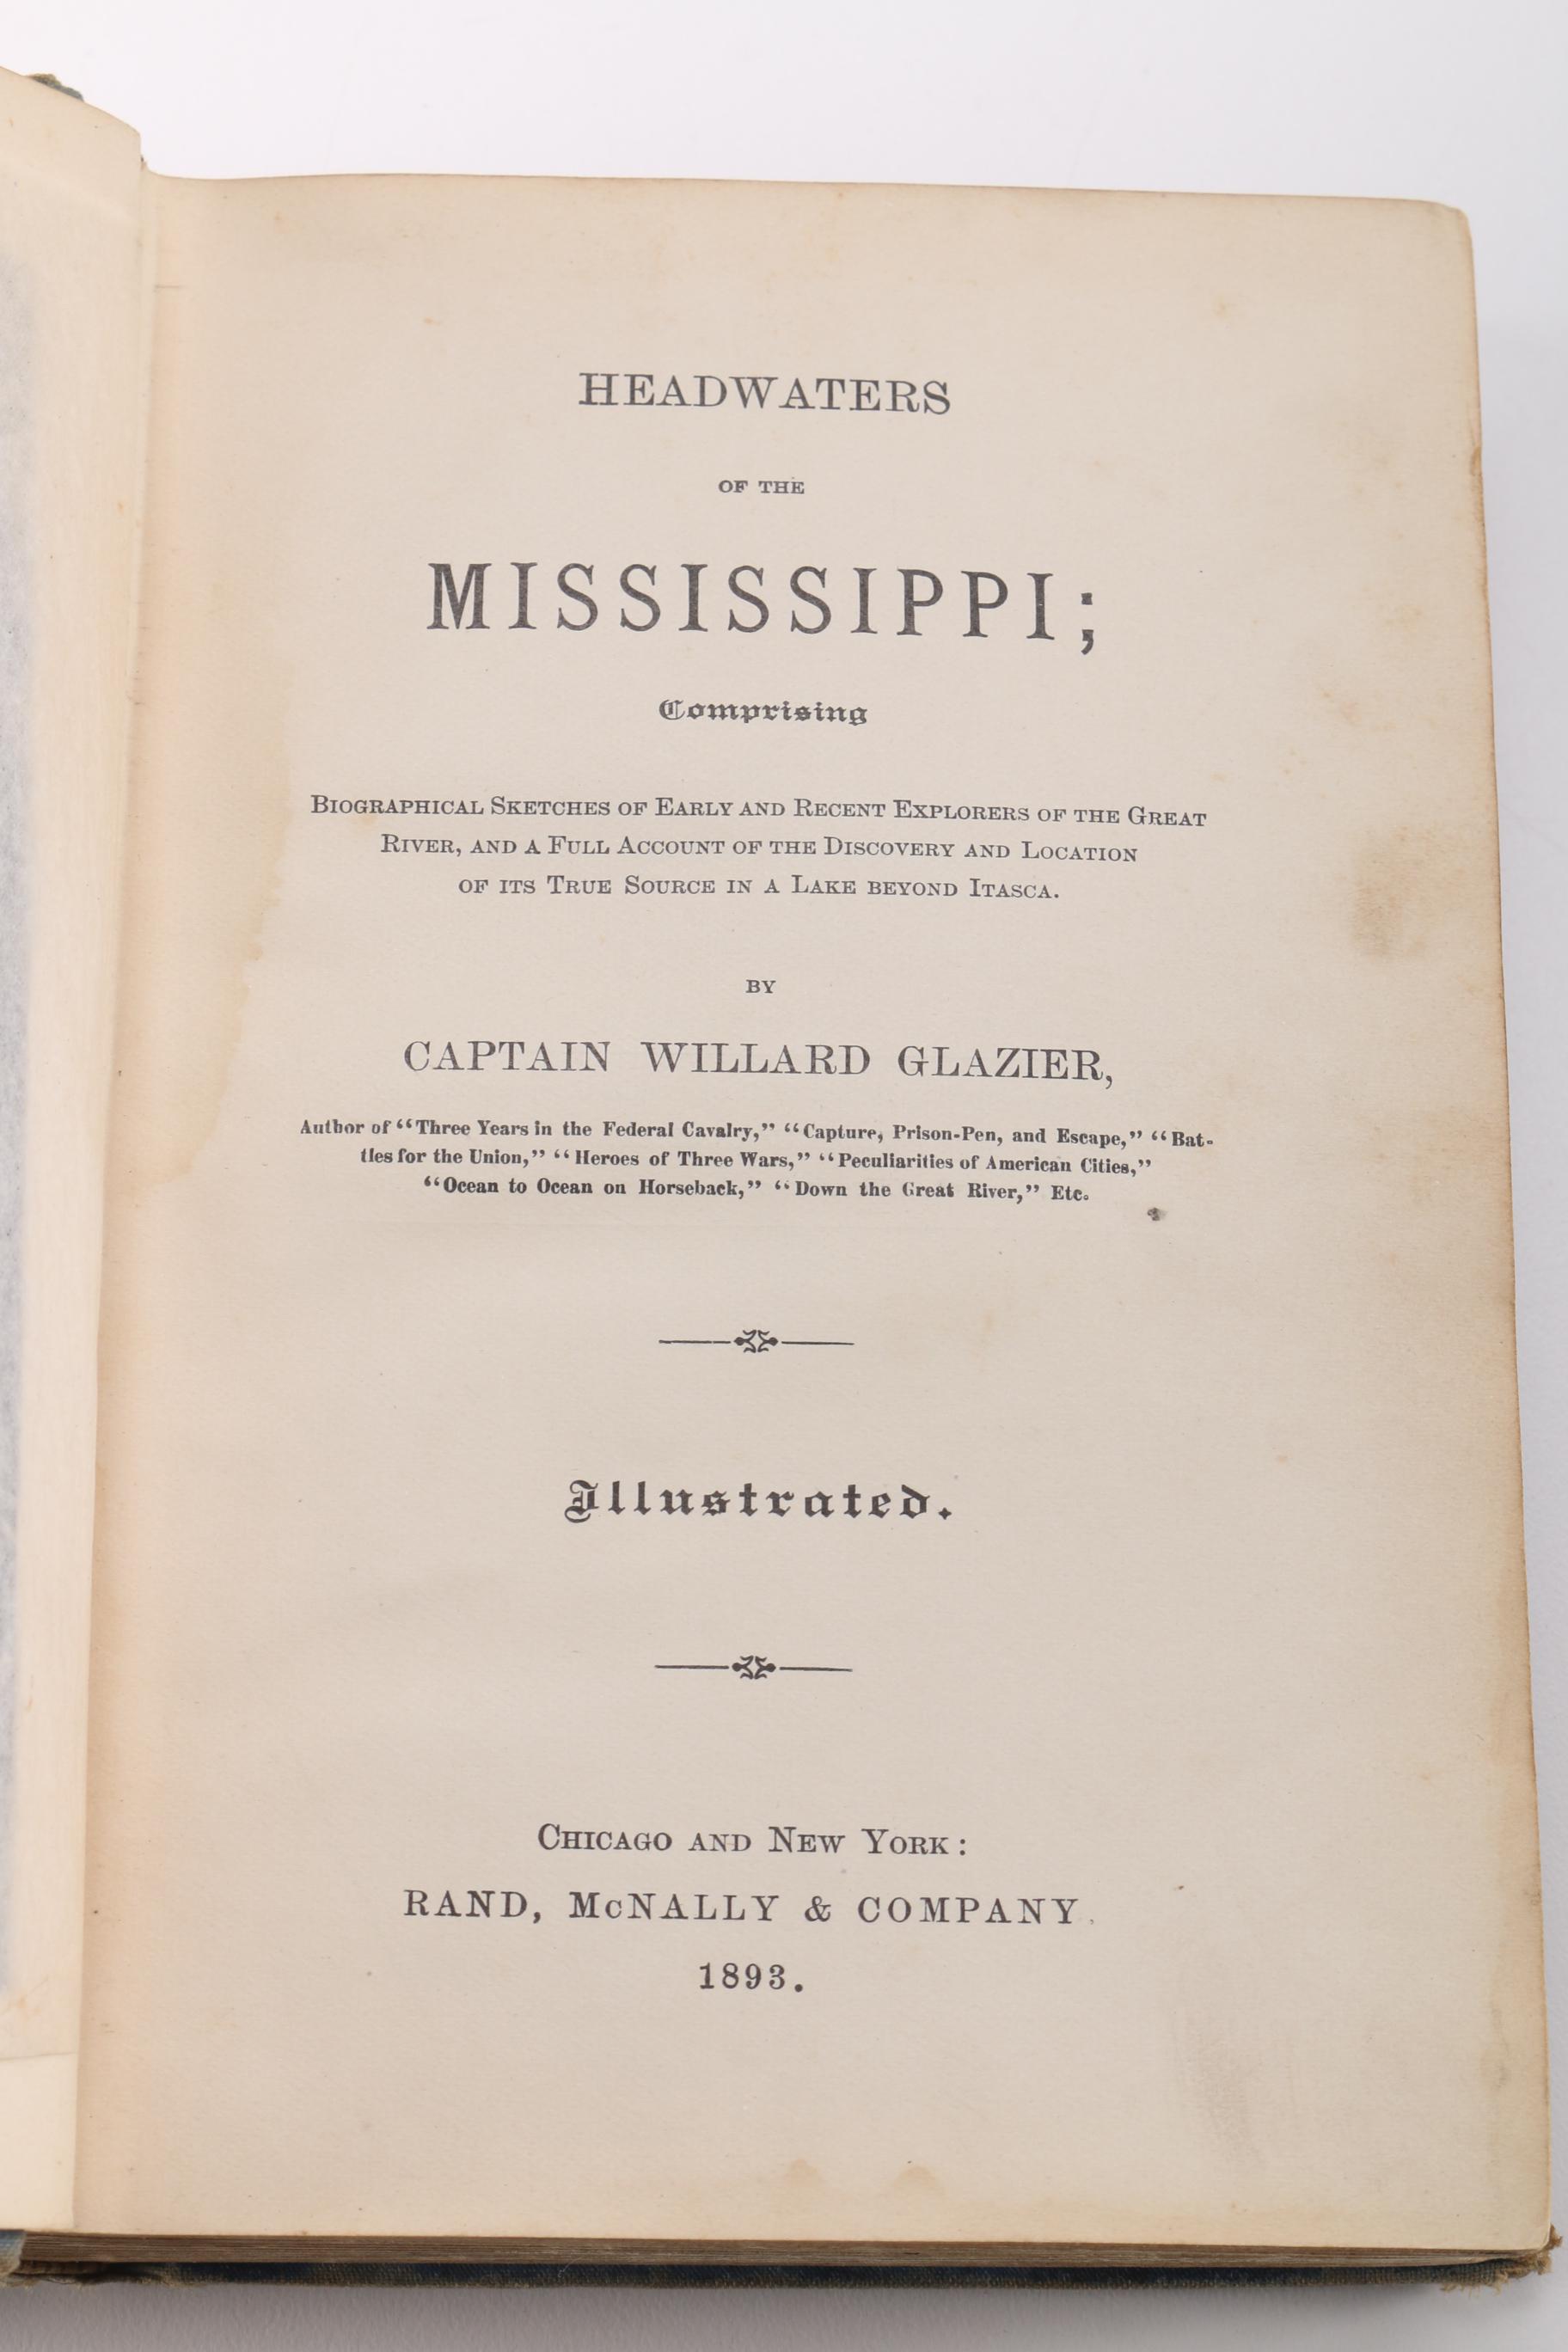 HEADWATERS
OF THE
MISSISSIPPI;
Comprising
BIOGRAPHICAL SKETCHES OF EARLY AND RECENT EXPLORERS OF THE GREAT
RIVER, AND A FULL ACCOUNT OF THE DISCOVERY AND LOCATION
OF ITS TRUE SOURCE IN A LAKE BEYOND ITASCA.
BY
CAPTAIN WILLARD GLAZIER,
Author of “Three Years in the Federal Cavalry,” “Capture, Prison-Pen, and Escape,” “Bat-
tles for the Union,” “Heroes of Three Wars,” “Peculiarities of American Cities,”
“Ocean to Ocean on Horseback,” “Down the Great River,” Etc.
Illustrated.
CHICAGO AND NEW YORK:
RAND, McNALLY & COMPANY.
1893.